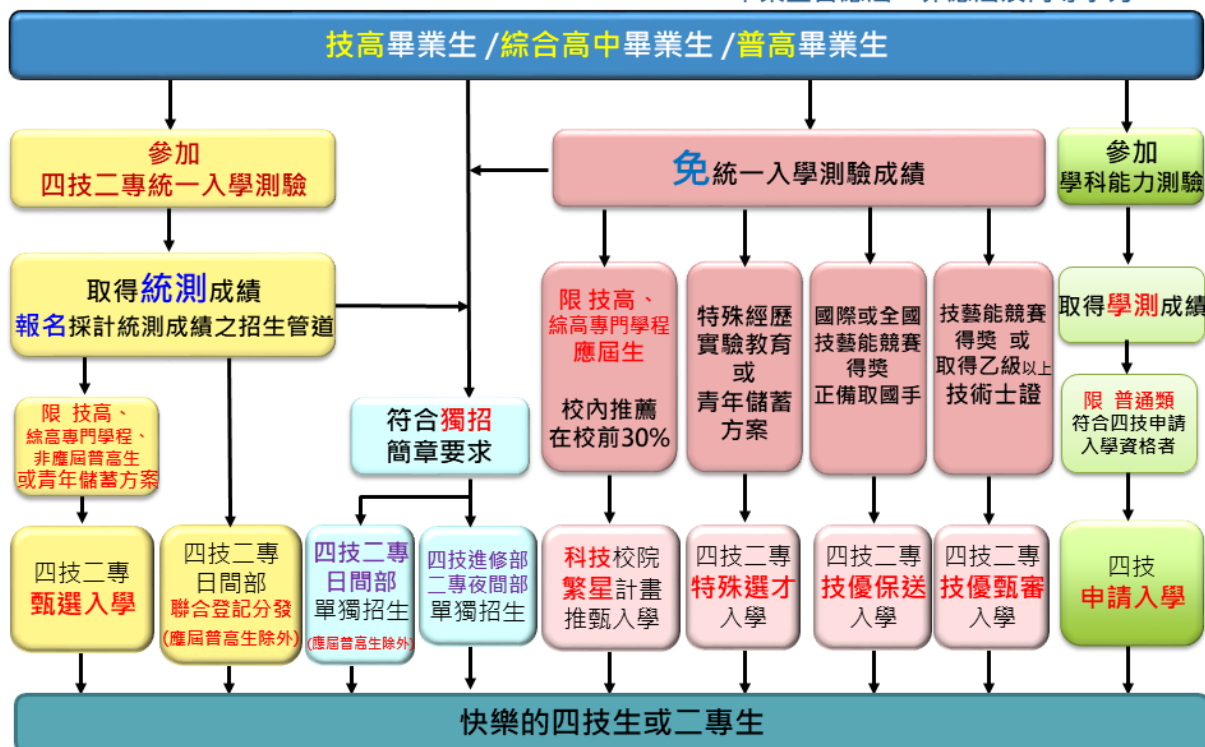 技高畢業生 /綜合高中畢業生 /普高畢業生
參加
四技二專統一入學測驗
免統一入學測驗成績
參加
學科能力測驗
取得統測成績
報名採計統測成績之招生管道
限 技高、
綜高專門學程
應屆生
校內推薦
在校前30%
特殊經歷
實驗教育
或
青年儲蓄
方案
國際或全國
技藝能競賽
得獎
正備取國手
技藝能競賽
得獎 或
取得乙級以上
技術士證
取得學測成績
限 技高、
綜高專門學程、
非應屆普高生
或青年儲蓄方案
符合獨招
簡章要求
限 普通類
符合四技申請
入學資格者
四技二專
甄選入學
四技二專
日間部
聯合登記分發
(應屆普高生除外)
四技二專
日間部
單獨招生
(應屆普高生除外)
四技進修部
二專夜間部
單獨招生
科技校院
繁星計畫
推甄入學
四技二專
特殊選才
入學
四技二專
技優保送
入學
四技二專
技優甄審
入學
四技
申請入學
快樂的四技生或二專生